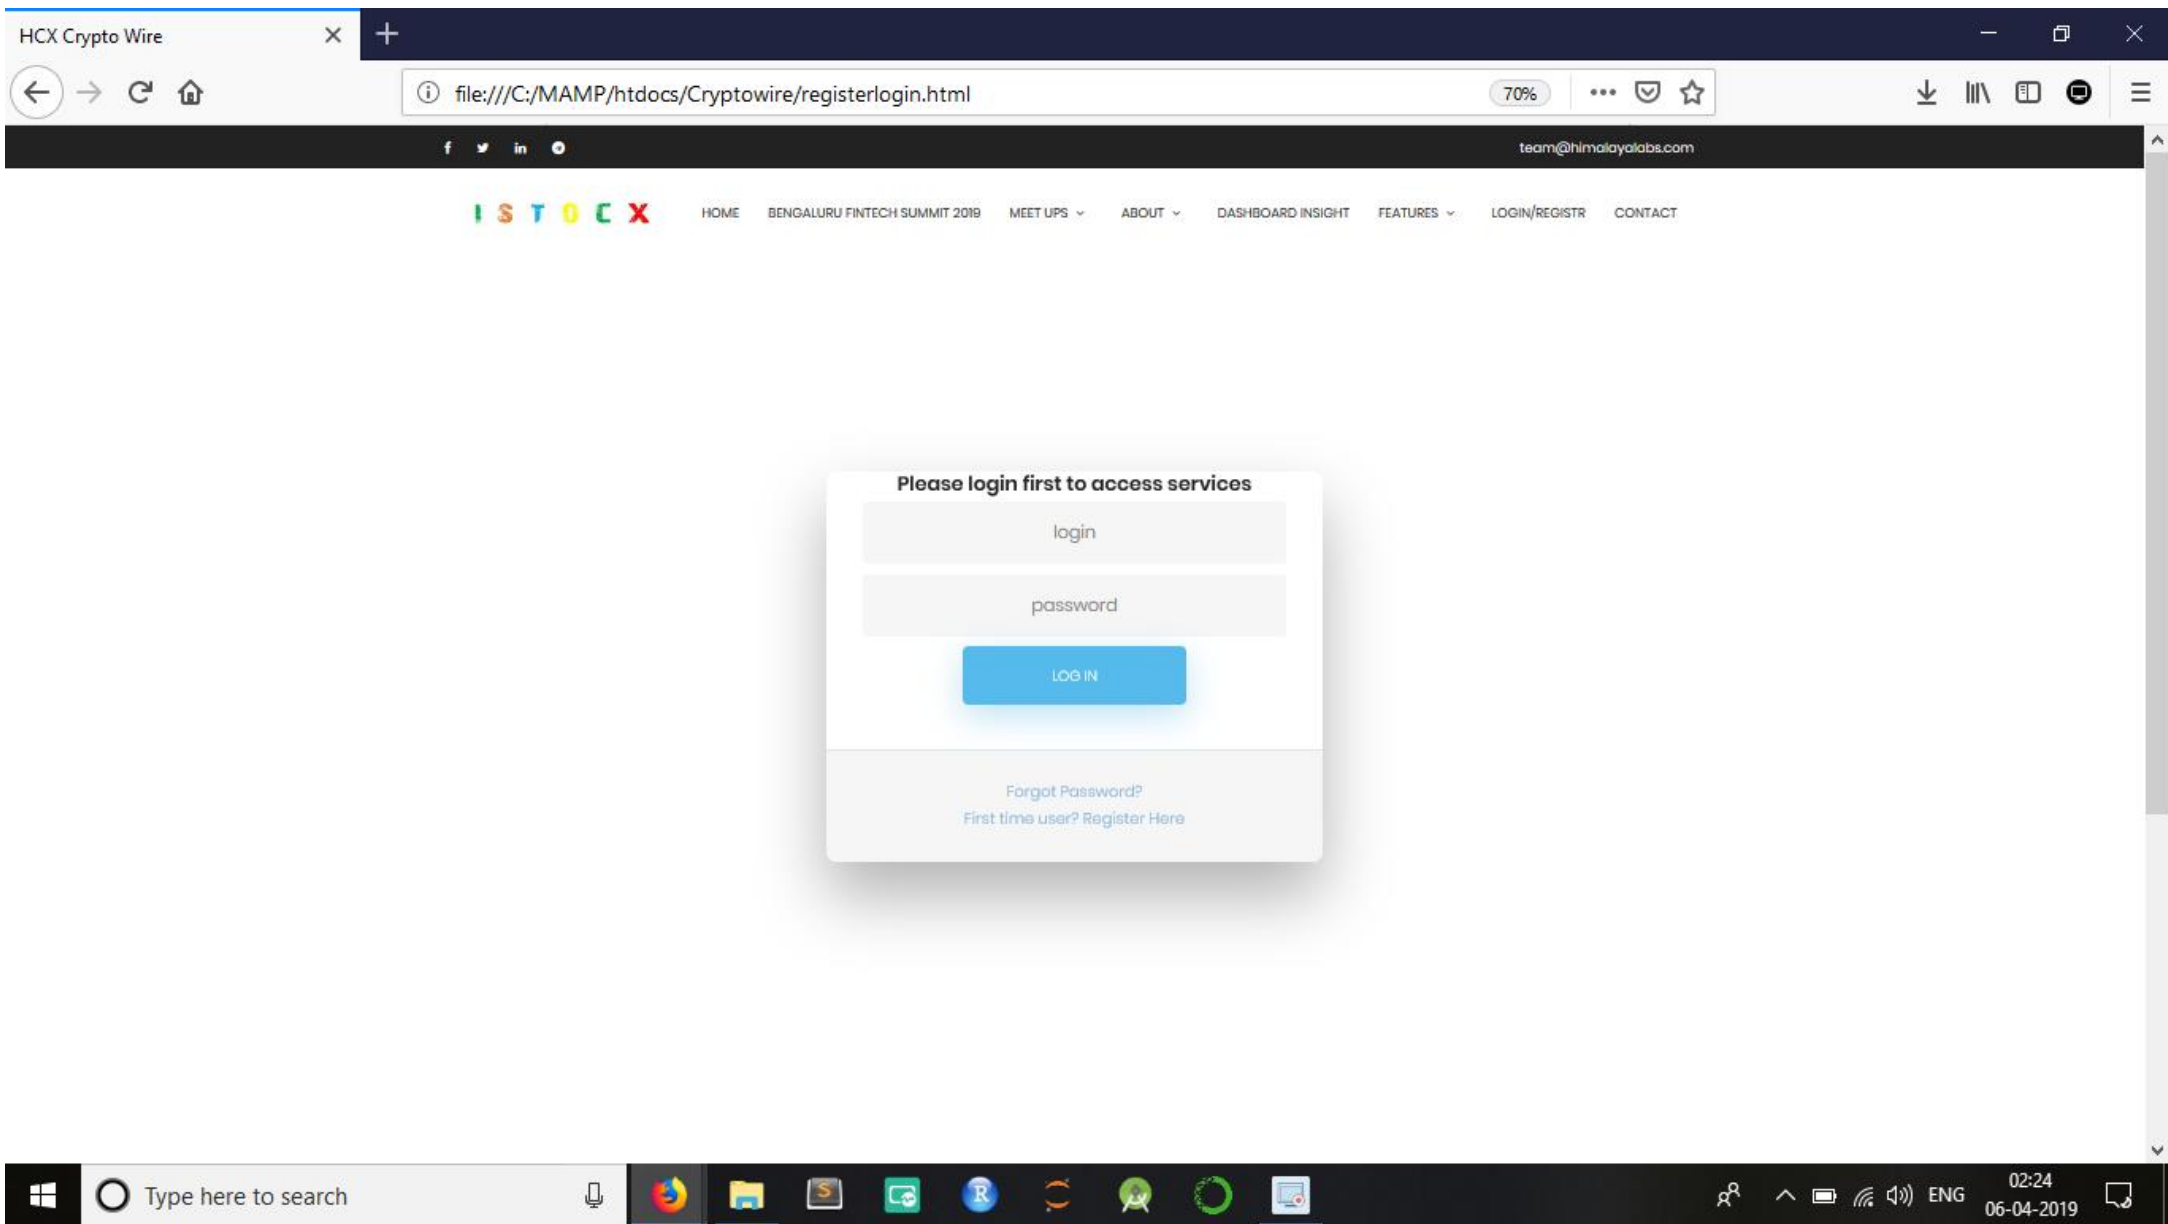 HCX Crypto Wire
file:///C:/MAMP/htdocs/Cryptowire/registerlogin.html 70%
team@himalayalabs.com
ISTOCX HOME BENGALURU FINTECH SUMMIT 2019 MEET UPS ABOUT DASHBOARD INSIGHT FEATURES LOGIN/REGISTR CONTACT
Please login first to access services
login
password
LOG IN
Forgot Password?
First time user? Register Here
Type here to search
ENG
02:24
06-04-2019